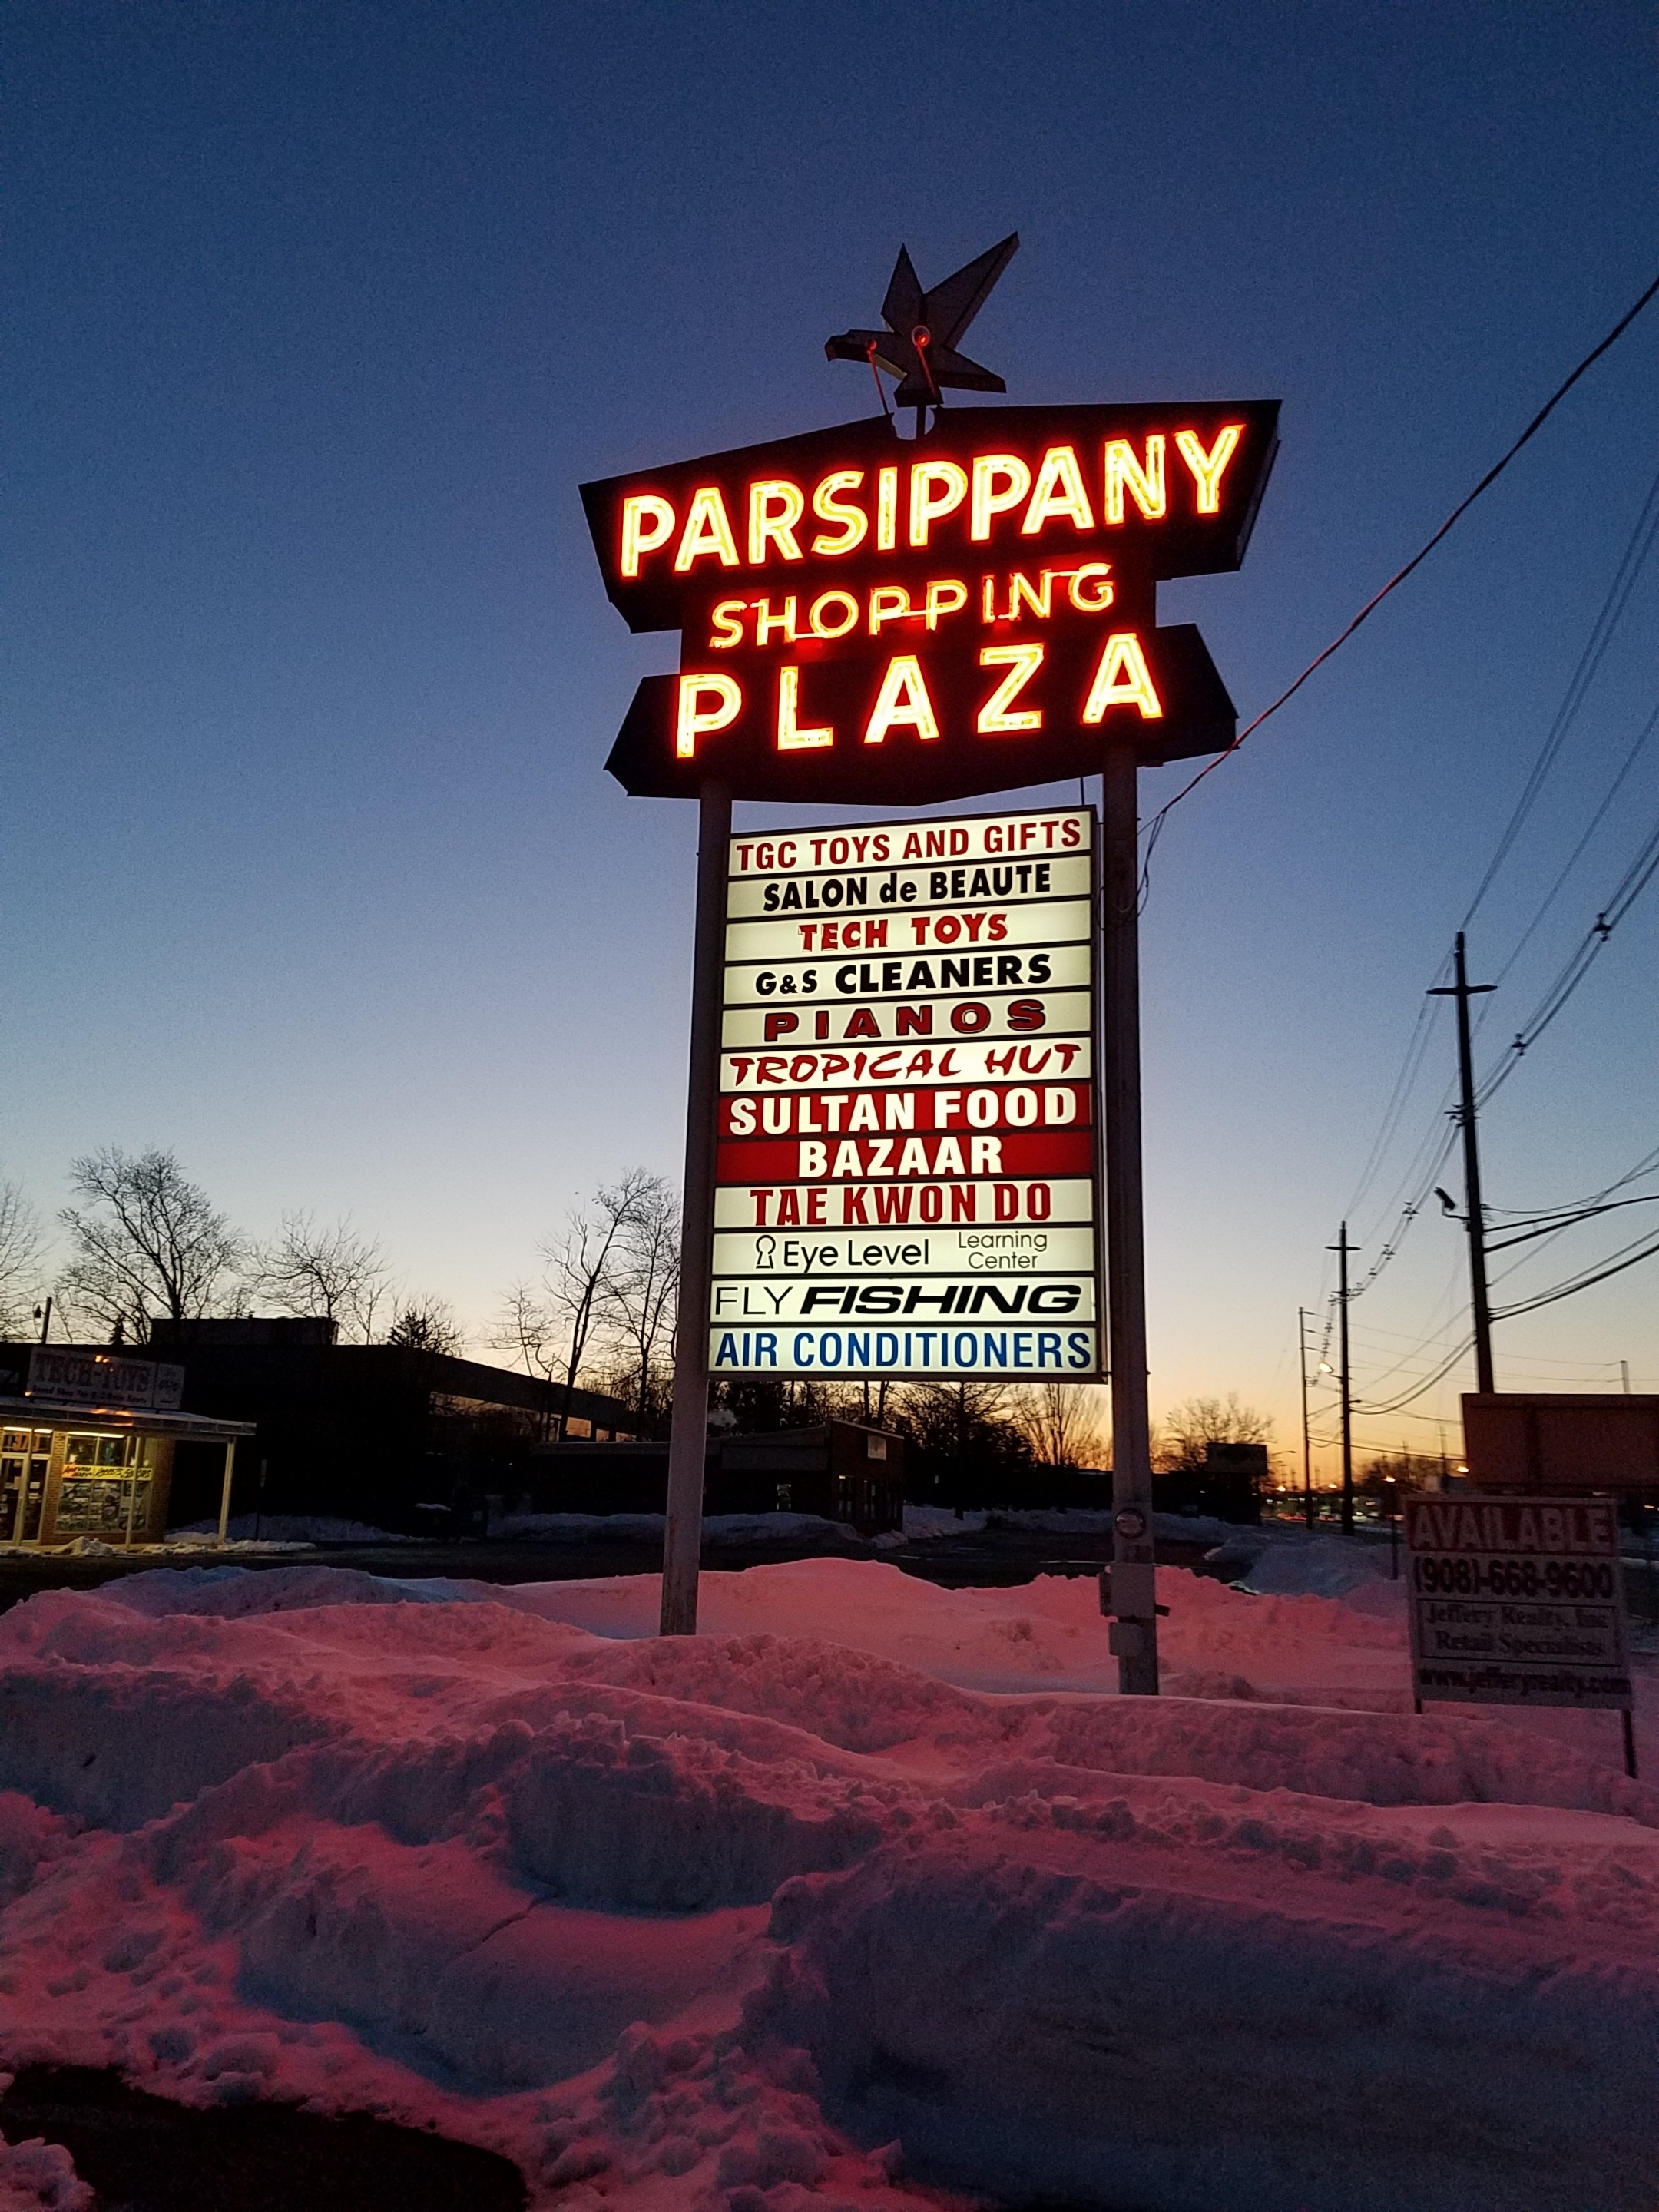 PARSIPPANY
SHOPPING
PLAZA
TGC TOYS AND GIFTS
SALON de BEAUTE
TECH TOYS
G&S CLEANERS
PIANOS
TROPICAL HUT
SULTAN FOOD
BAZAAR
TAE KWON DO
Eye Level Learning Center
FLY FISHING
AIR CONDITIONERS
TECH-TOYS
AVAILABLE
(908)-668-9600
Jeffery Realty, Inc
Retail Specialists
www.jefferyrealty.com